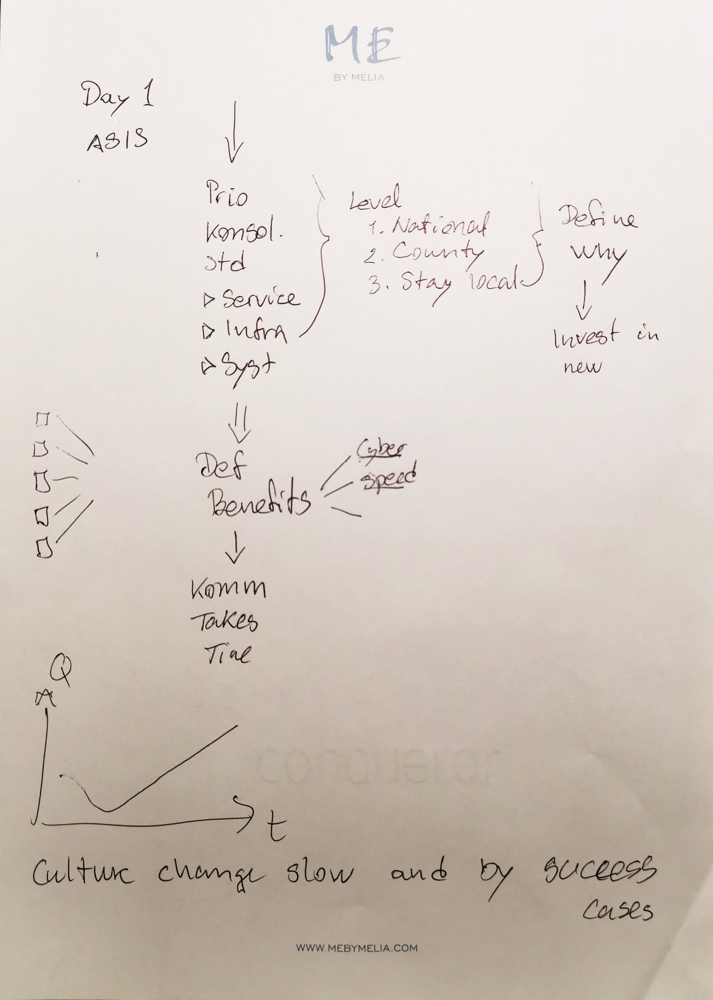 ME
BY MELIA
Day 1
ASIS
Prio
Konsol.
Std
▷ Service
▷ Infra
▷ Syst
Level
1. National
2. County
3. Stay local
Define
why
Invest in
new
Def
Benefits
Cyber
speed
Komm
Takes
Time
Q
t
conqueror
Culture change slow and by success
cases
WWW.MEBYMELIA.COM